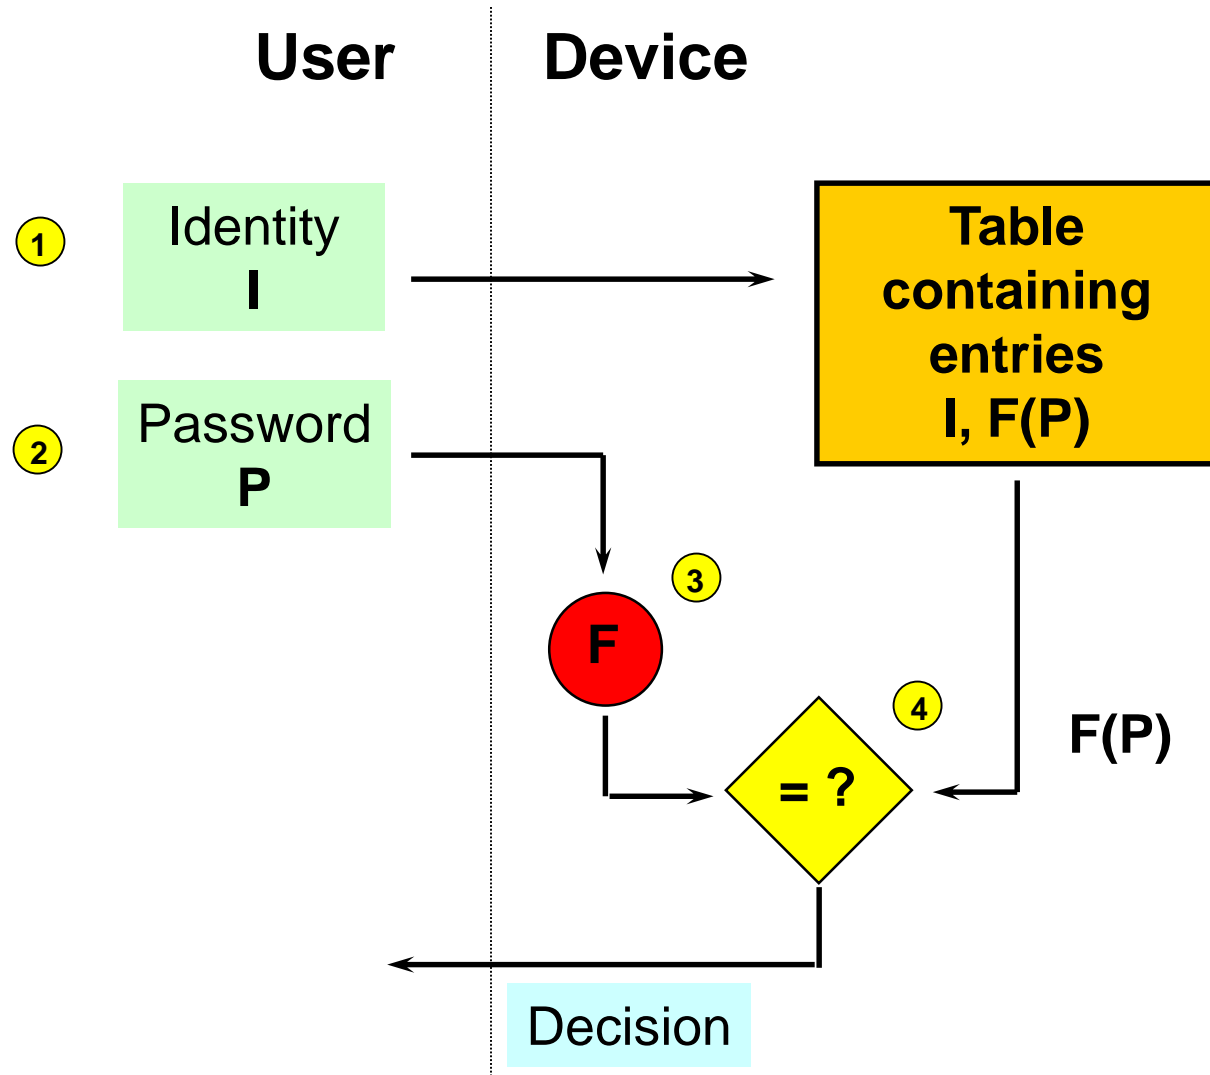 User
Device
1
Identity
I
Table
containing
entries
I, F(P)
2
Password
P
3
F
4
= ?
F(P)
Decision